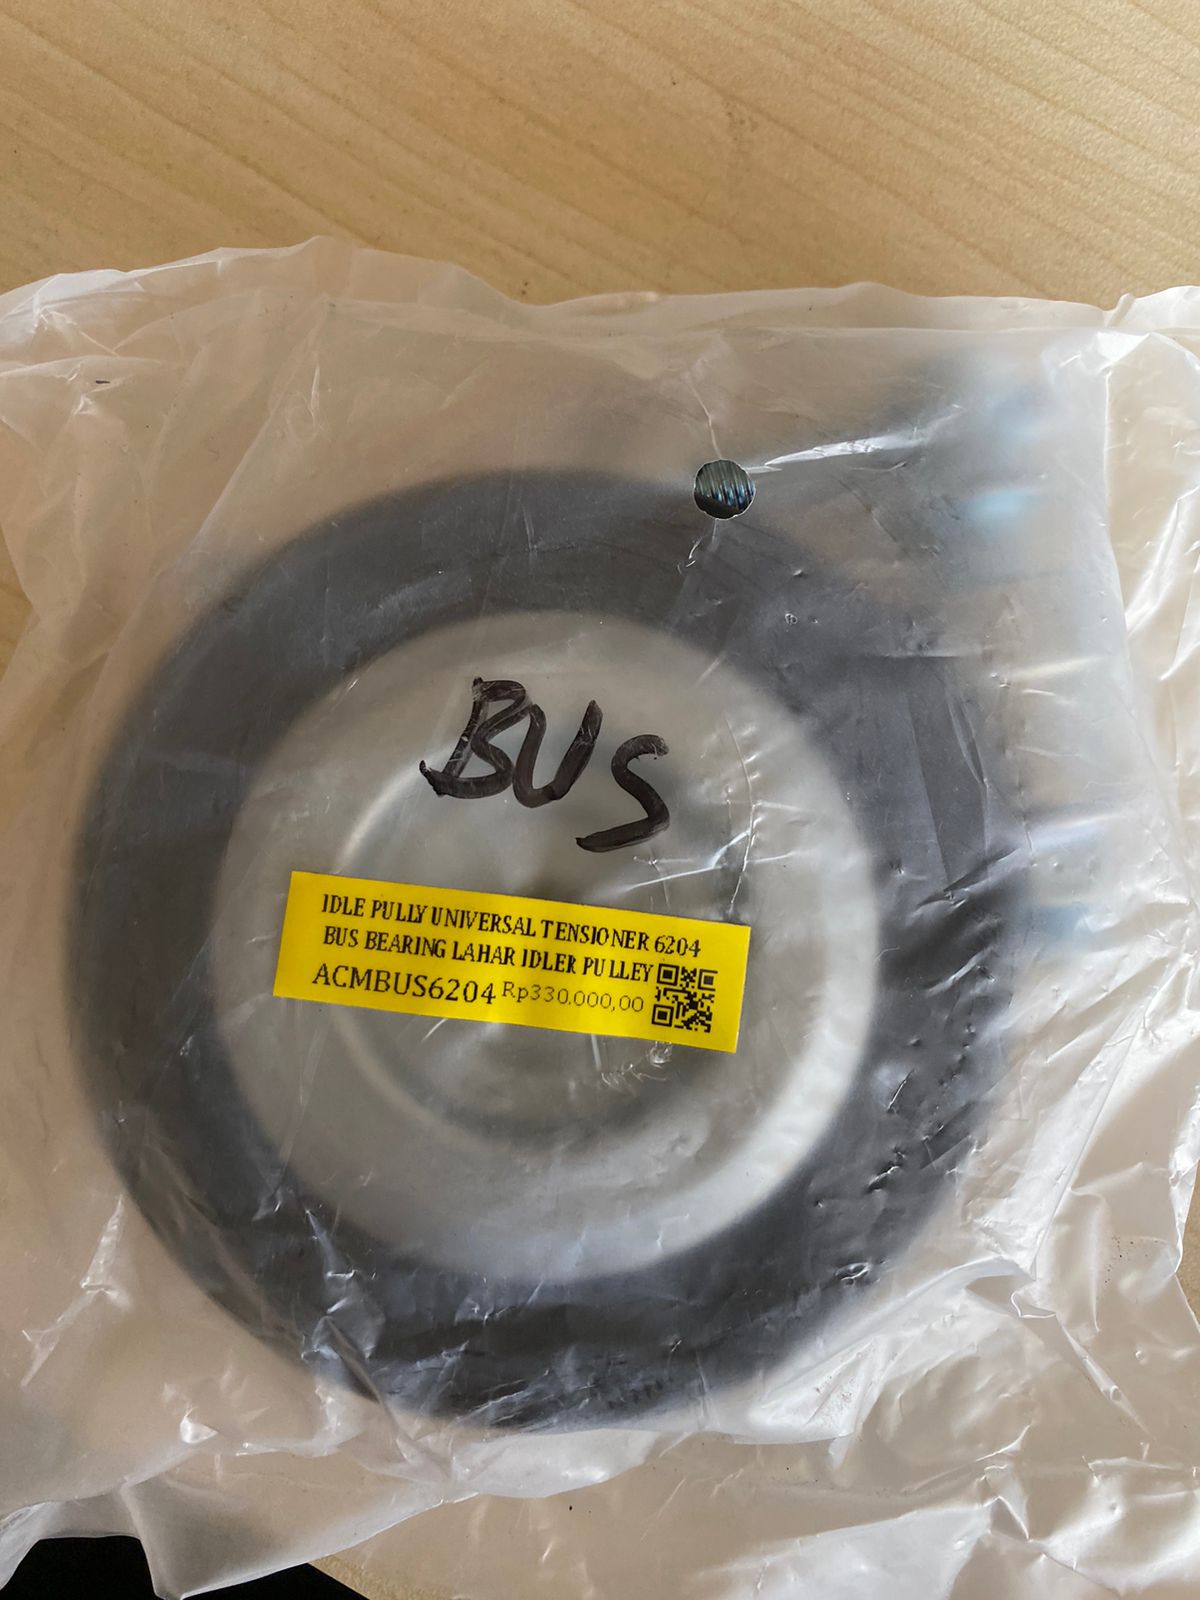 BUS
IDLE PULLY UNIVERSAL TENSIONER 6204
BUS BEARING LAHAR IDLER PULLEY
ACMBUS6204 Rp330.000,00